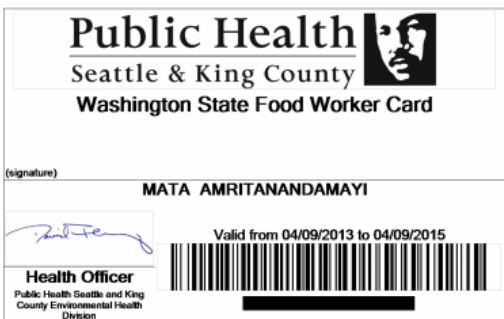 Public Health
Seattle & King County
Washington State Food Worker Card
(signature)
MATA AMRITANANDAMAYI
Valid from 04/09/2013 to 04/09/2015
Health Officer
Public Health Seattle and King
County Environmental Health
Division